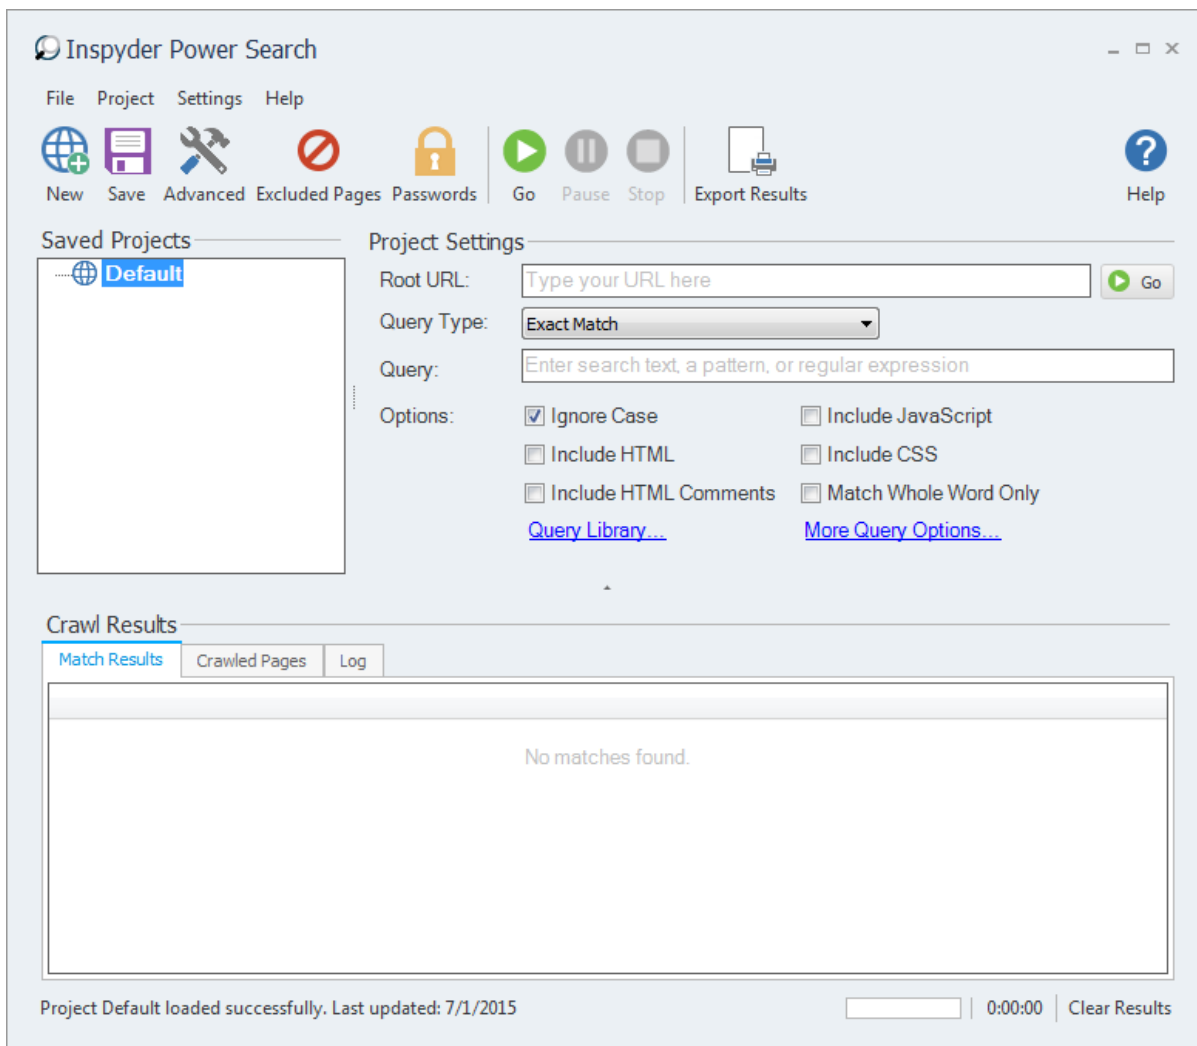 Inspyder Power Search
File Project Settings Help
New Save Advanced Excluded Pages Passwords Go Pause Stop Export Results Help
Saved Projects
Default
Project Settings
Root URL: Type your URL here Go
Query Type: Exact Match
Query: Enter search text, a pattern, or regular expression
Options: Ignore Case Include JavaScript
Include HTML Include CSS
Include HTML Comments Match Whole Word Only
Query Library... More Query Options...
Crawl Results
Match Results Crawled Pages Log
No matches found.
Project Default loaded successfully. Last updated: 7/1/2015 0:00:00 Clear Results